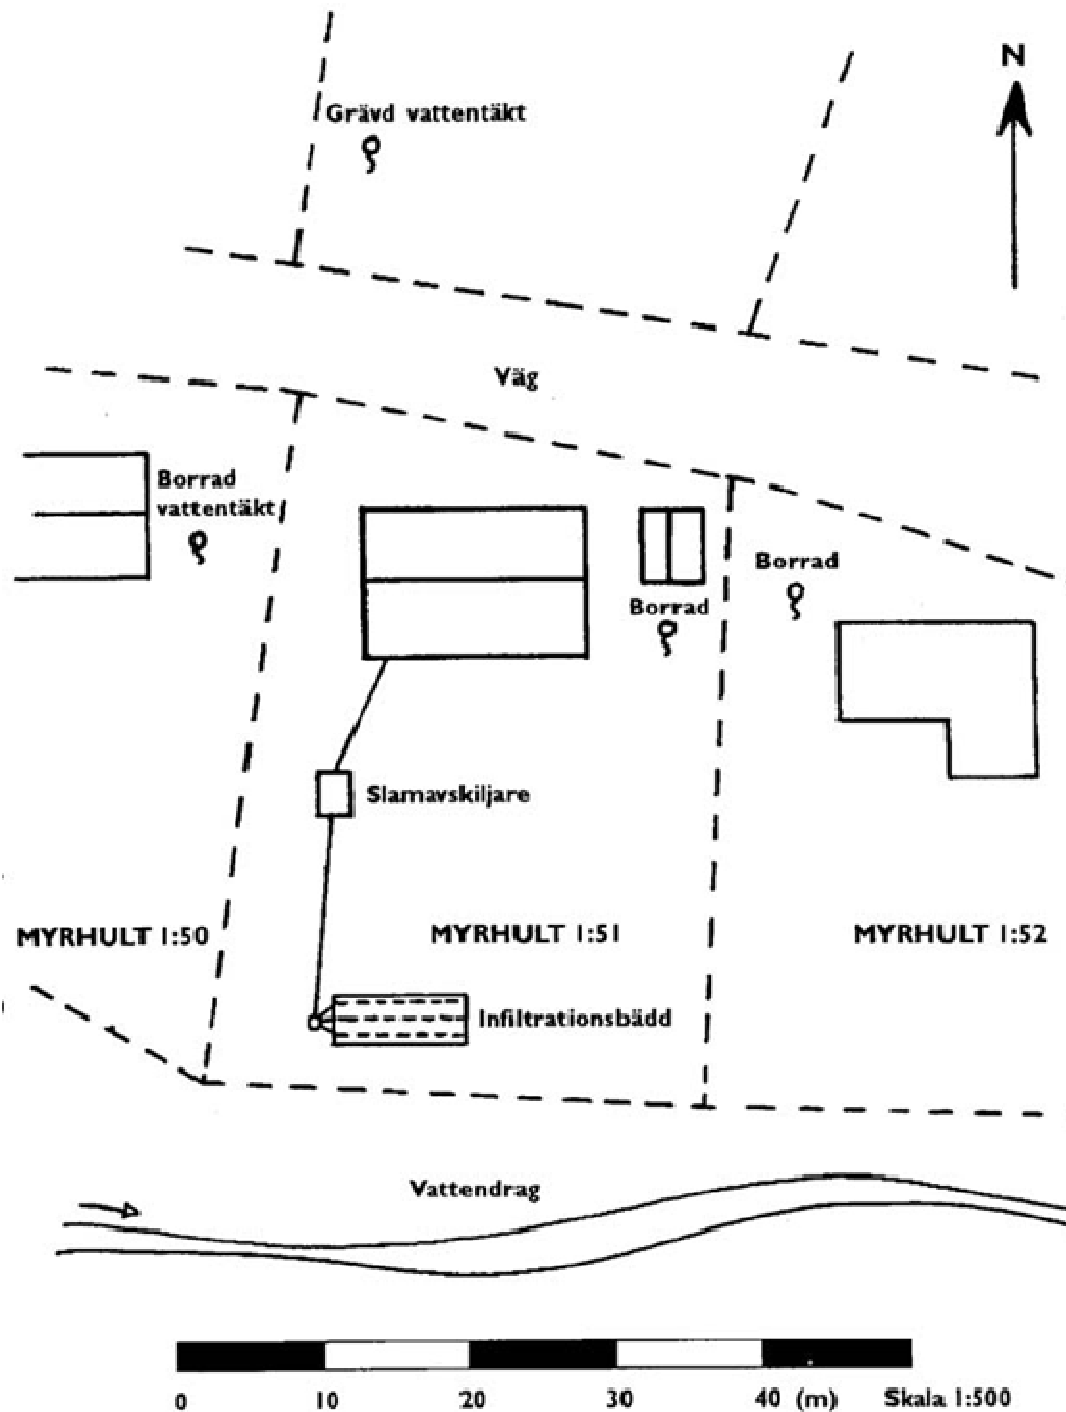 N
Grävd vattentäkt
Väg
Borrad
vattentäkt
Borrad
Borrad
Slamavskiljare
MYRHULT 1:50
MYRHULT 1:51
MYRHULT 1:52
Infiltrationsbädd
Vattendrag
0 10 20 30 40 (m) Skala 1:500